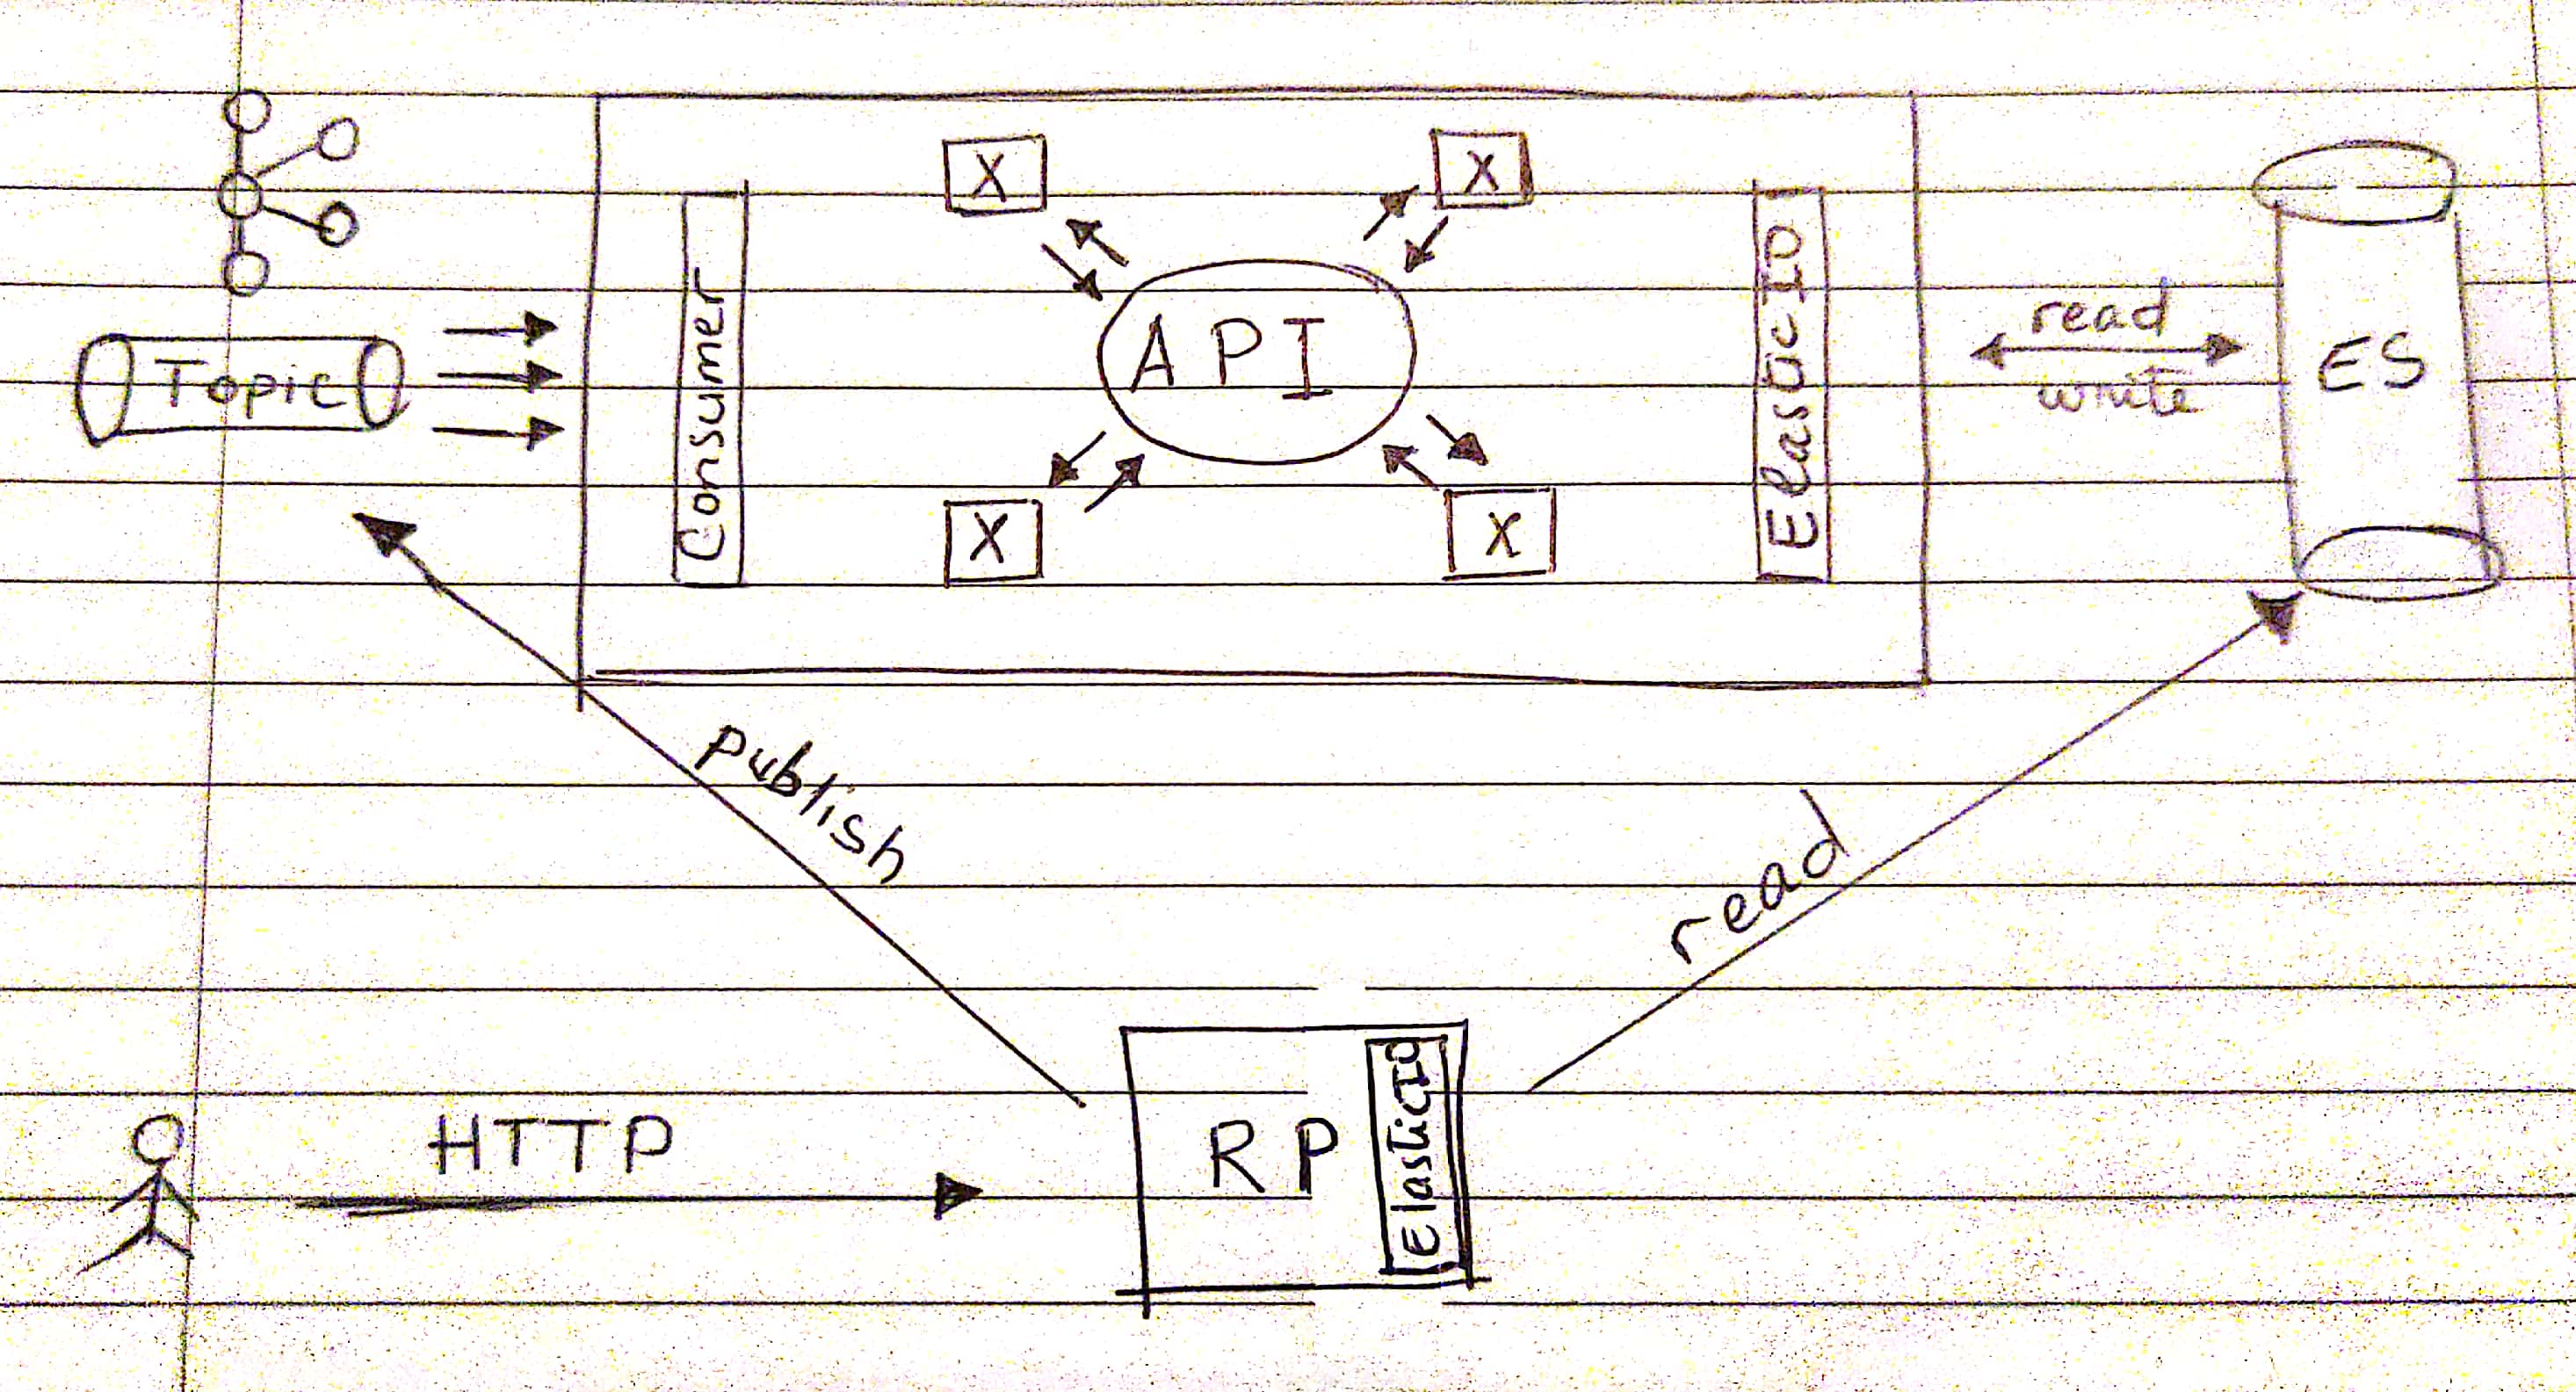 X
X
Topic
Consumer
API
ElasticIO
read
write
ES
X
X
publish
read
HTTP
RP
ElasticIO